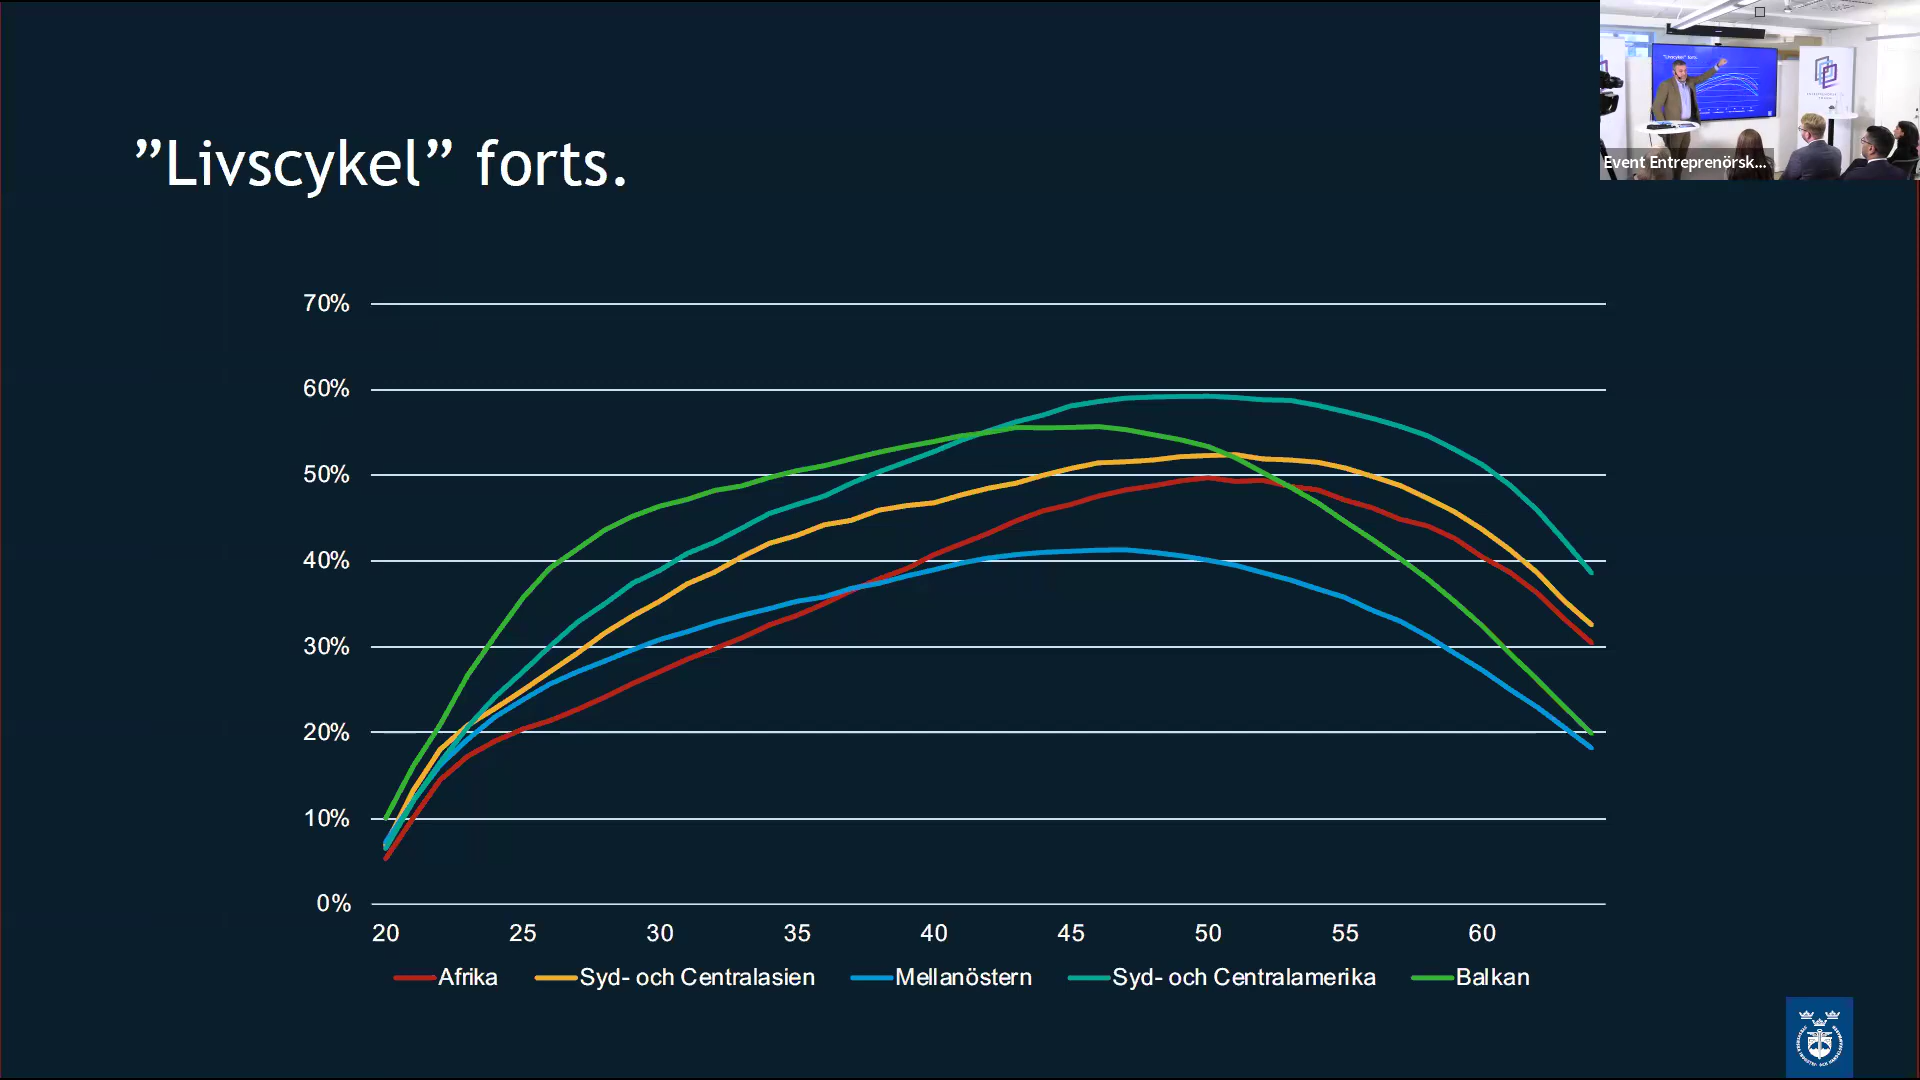 ”Livscykel” forts.
Event Entreprenörsk...
70%
60%
50%
40%
30%
20%
10%
0%
20 25 30 35 40 45 50 55 60
Afrika Syd- och Centralasien Mellanöstern Syd- och Centralamerika Balkan